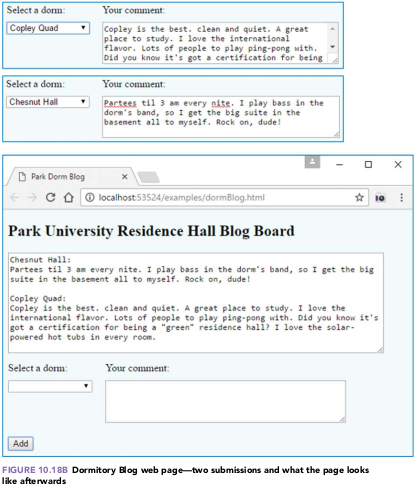 Select a dorm: Your comment:
Copley Quad
Copley is the best. clean and quiet. A great
place to study. I love the international
flavor. Lots of people to play ping-pong with.
Did you know it's got a certification for being
Select a dorm: Your comment:
Chesnut Hall
Partees til 3 am every nite. I play bass in the
dorm's band, so I get the big suite in the
basement all to myself. Rock on, dude!
Park Dorm Blog
localhost:53524/examples/dormBlog.html
Park University Residence Hall Blog Board
Chesnut Hall:
Partees til 3 am every nite. I play bass in the dorm's band, so I get the big
suite in the basement all to myself. Rock on, dude!
Copley Quad:
Copley is the best. clean and quiet. A great place to study. I love the
international flavor. Lots of people to play ping-pong with. Did you know it's
got a certification for being a "green" residence hall? I love the solar-
powered hot tubs in every room.
Select a dorm: Your comment:
Add
FIGURE 10.18B Dormitory Blog web page—two submissions and what the page looks
like afterwards